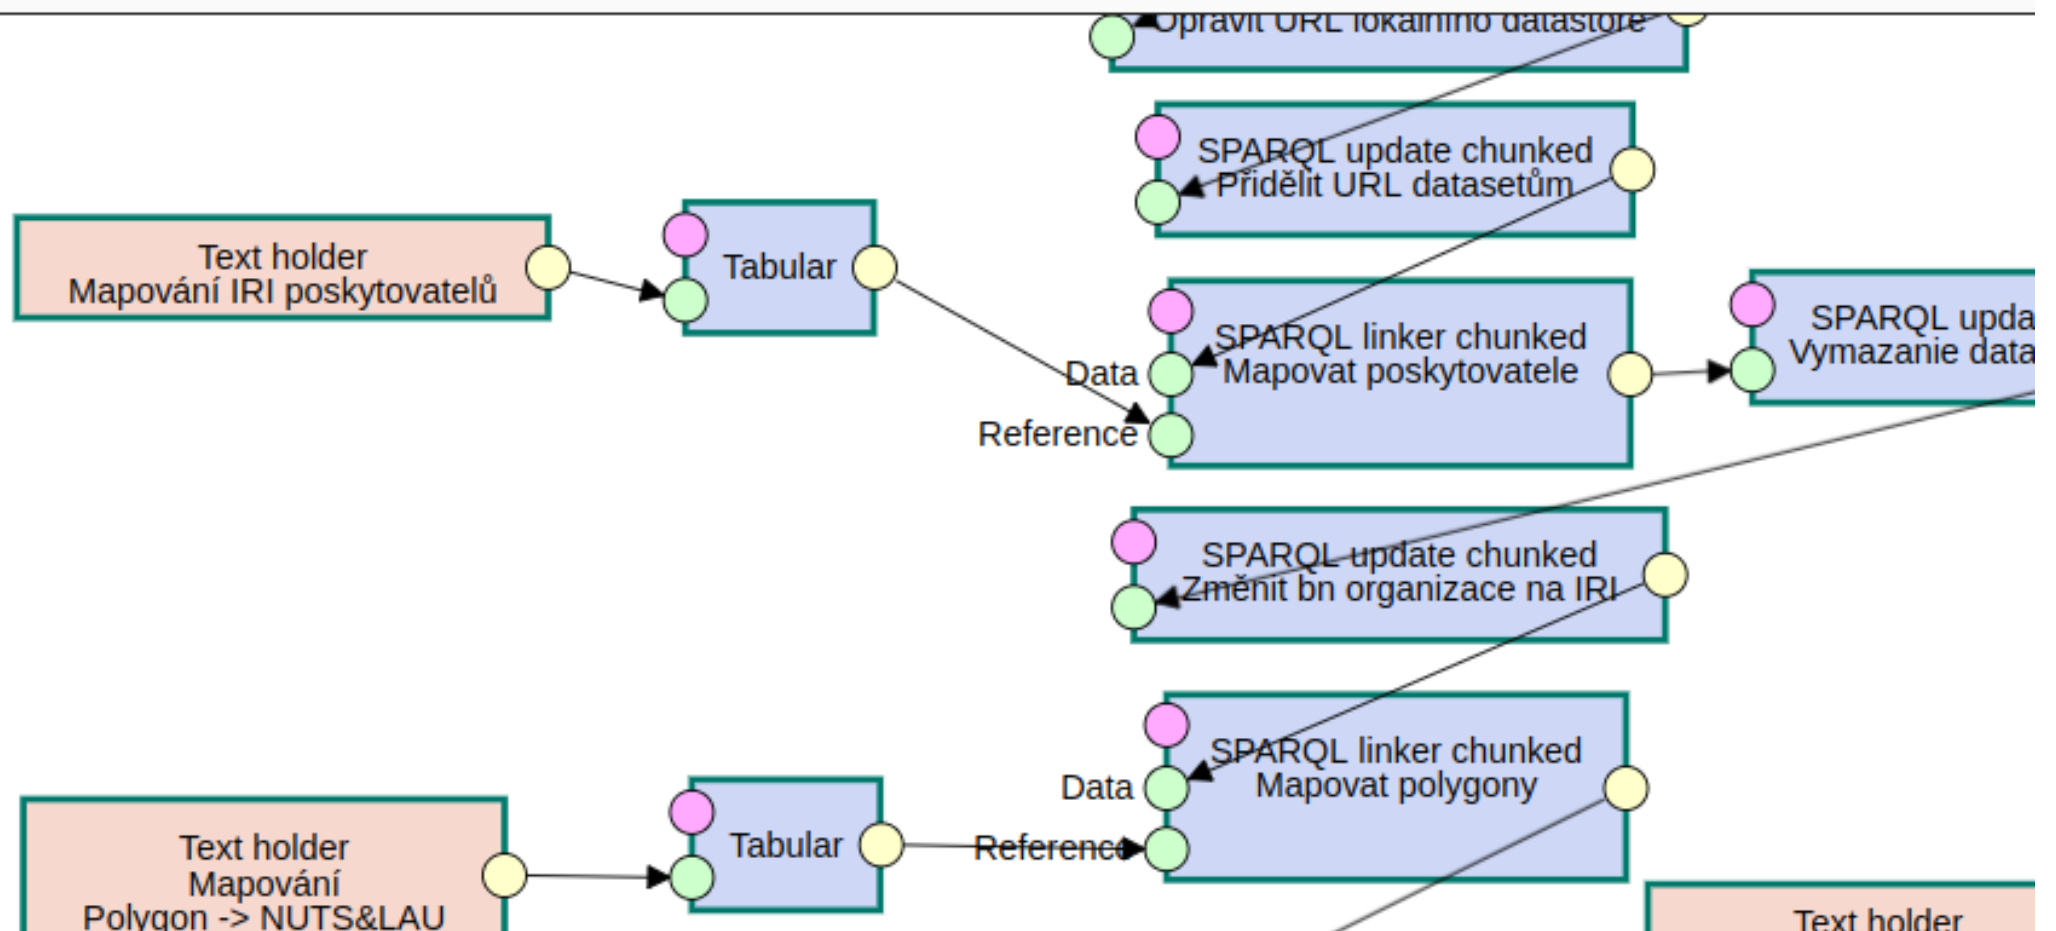 Opravit URL lokálního datastore
SPARQL update chunked
Přidělit URL datasetům
Text holder
Mapování IRI poskytovatelů
Tabular
SPARQL linker chunked
Mapovat poskytovatele
Data
Reference
SPARQL upda
Vymazanie data
SPARQL update chunked
Změnit bn organizace na IRI
SPARQL linker chunked
Mapovat polygony
Data
Reference
Tabular
Text holder
Mapování
Polygon -> NUTS&LAU
Text holder